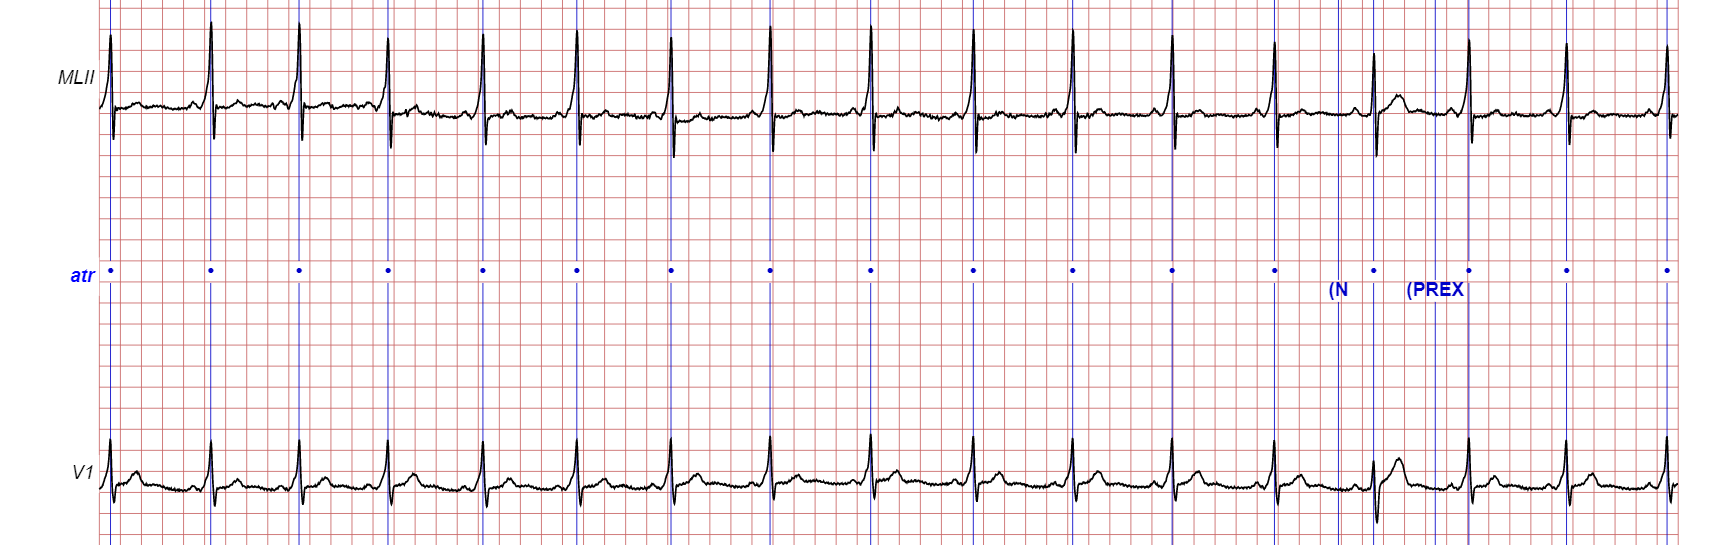 MLII
atr
(N (PREX
V1